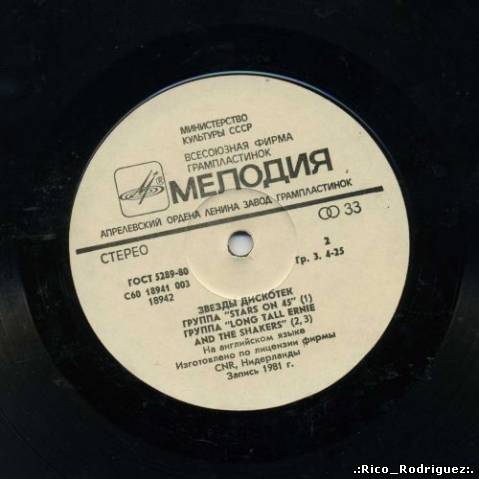 МИНИСТЕРСТВО
КУЛЬТУРЫ СССР
ВСЕСОЮЗНАЯ ФИРМА
ГРАМПЛАСТИНОК
®
МЕЛОДИЯ
АПРЕЛЕВСКИЙ ОРДЕНА ЛЕНИНА ЗАВОД ГРАМПЛАСТИНОК
СТЕРЕО
33
ГОСТ 5289-80
С60 18941 003
18942
2
Гр. 3. 4-25
ЗВЕЗДЫ ДИСКОТЕК
ГРУППА "STARS ON 45" (1)
ГРУППА "LONG TALL ERNIE
AND THE SHAKERS" (2, 3)
На английском языке
Изготовлено по лицензии фирмы
CNR, Нидерланды
Запись 1981 г.
.:Rico_Rodriguez:.